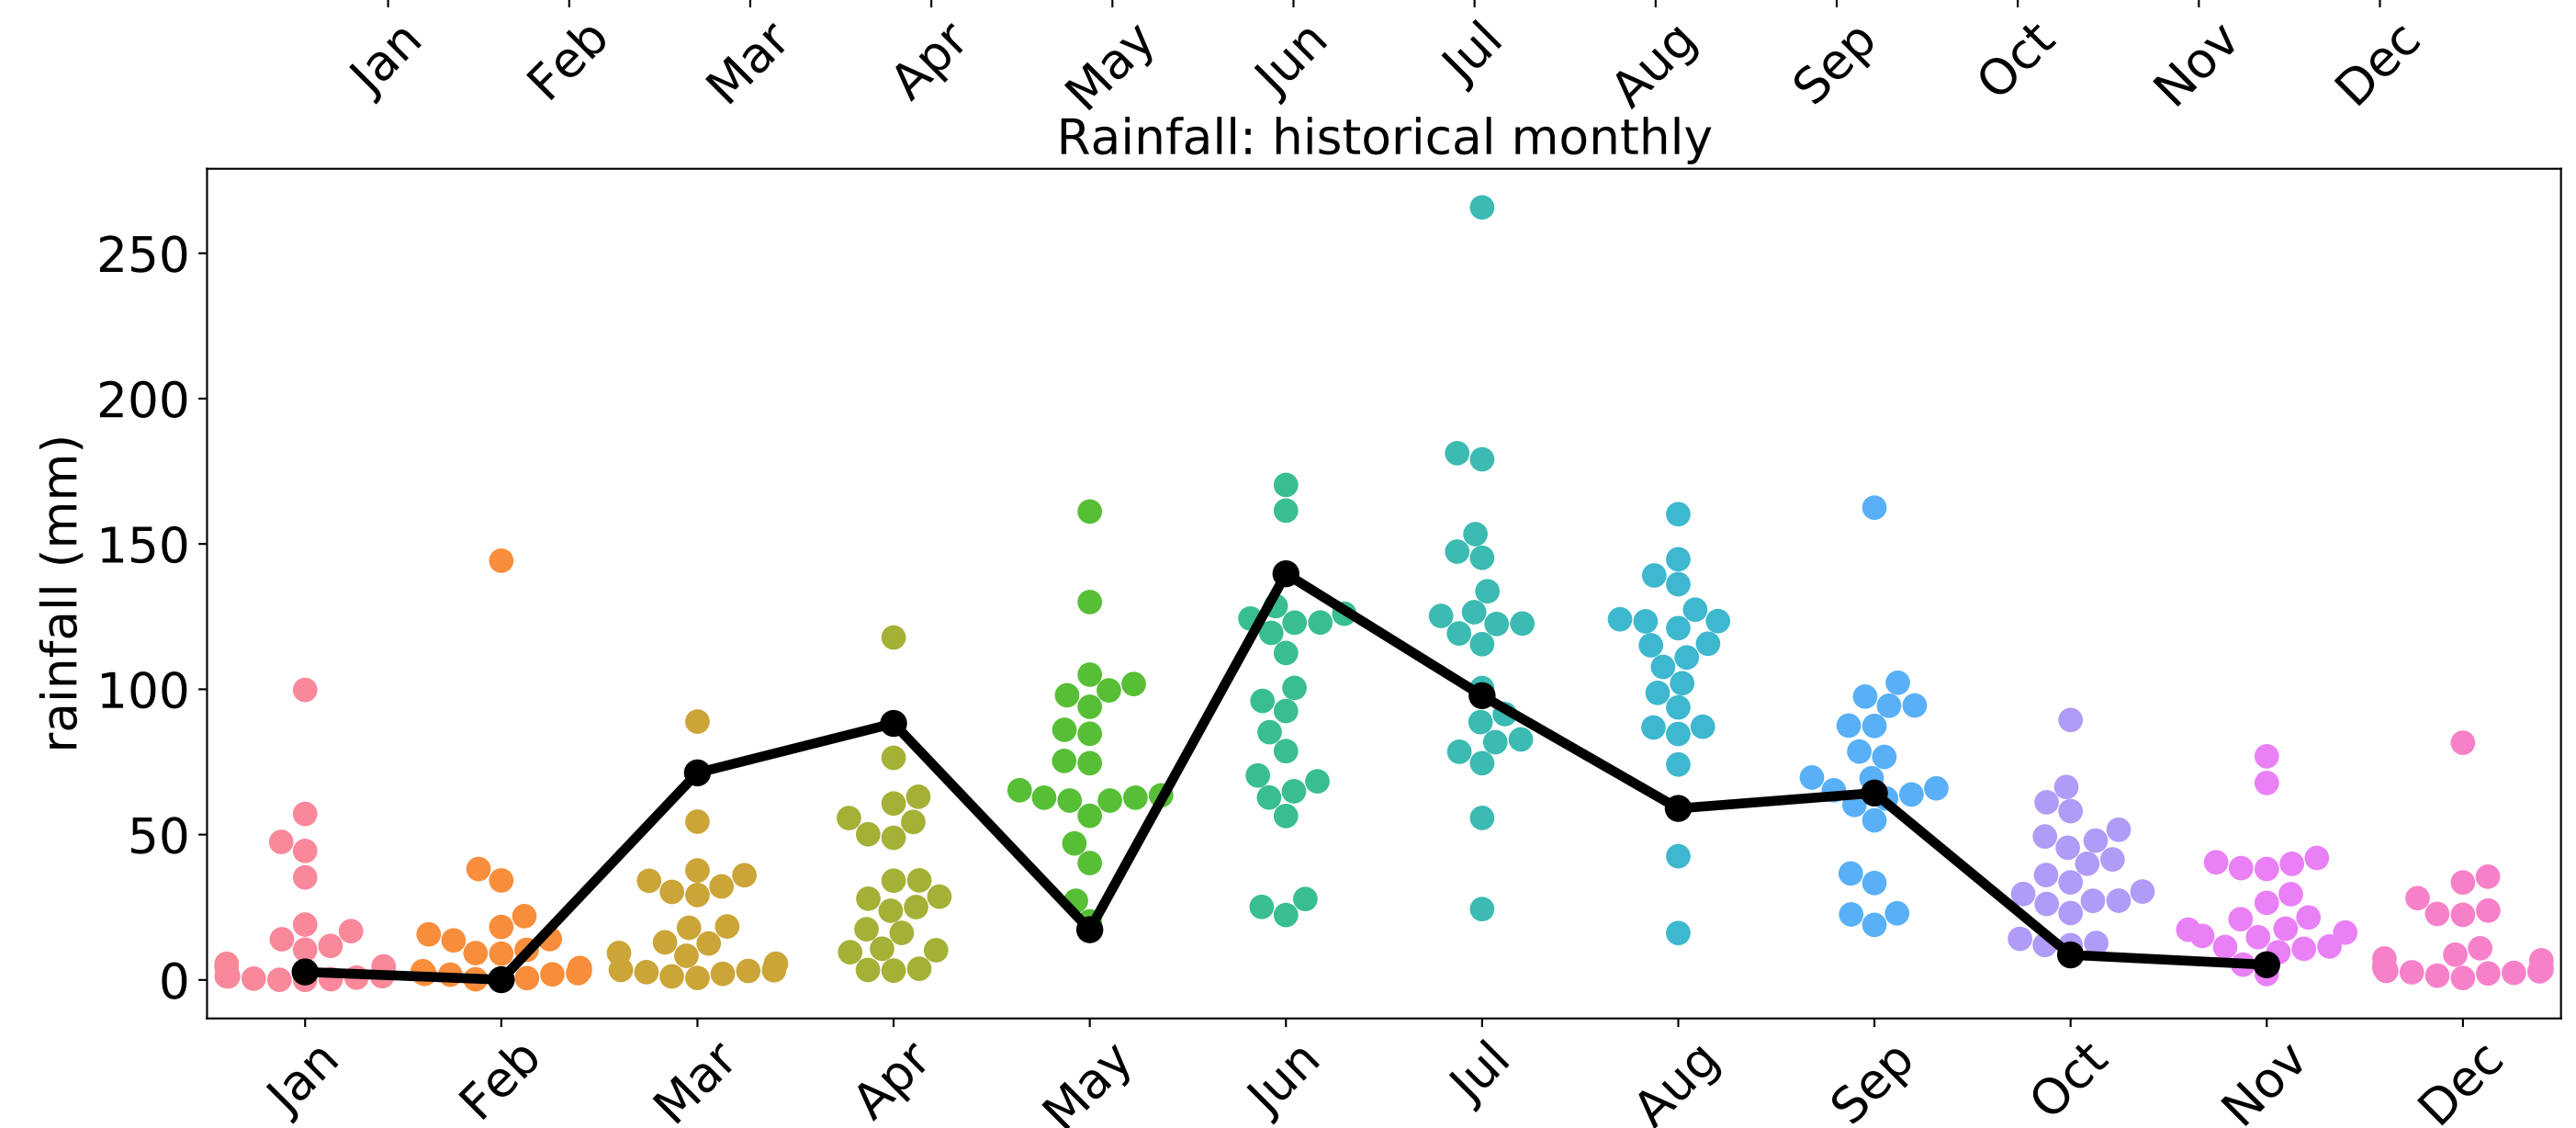 Jan Feb Mar Apr May Jun Jul Aug Sep Oct Nov Dec
Rainfall: historical monthly
rainfall (mm)
250
200
150
100
50
0
Jan Feb Mar Apr May Jun Jul Aug Sep Oct Nov Dec